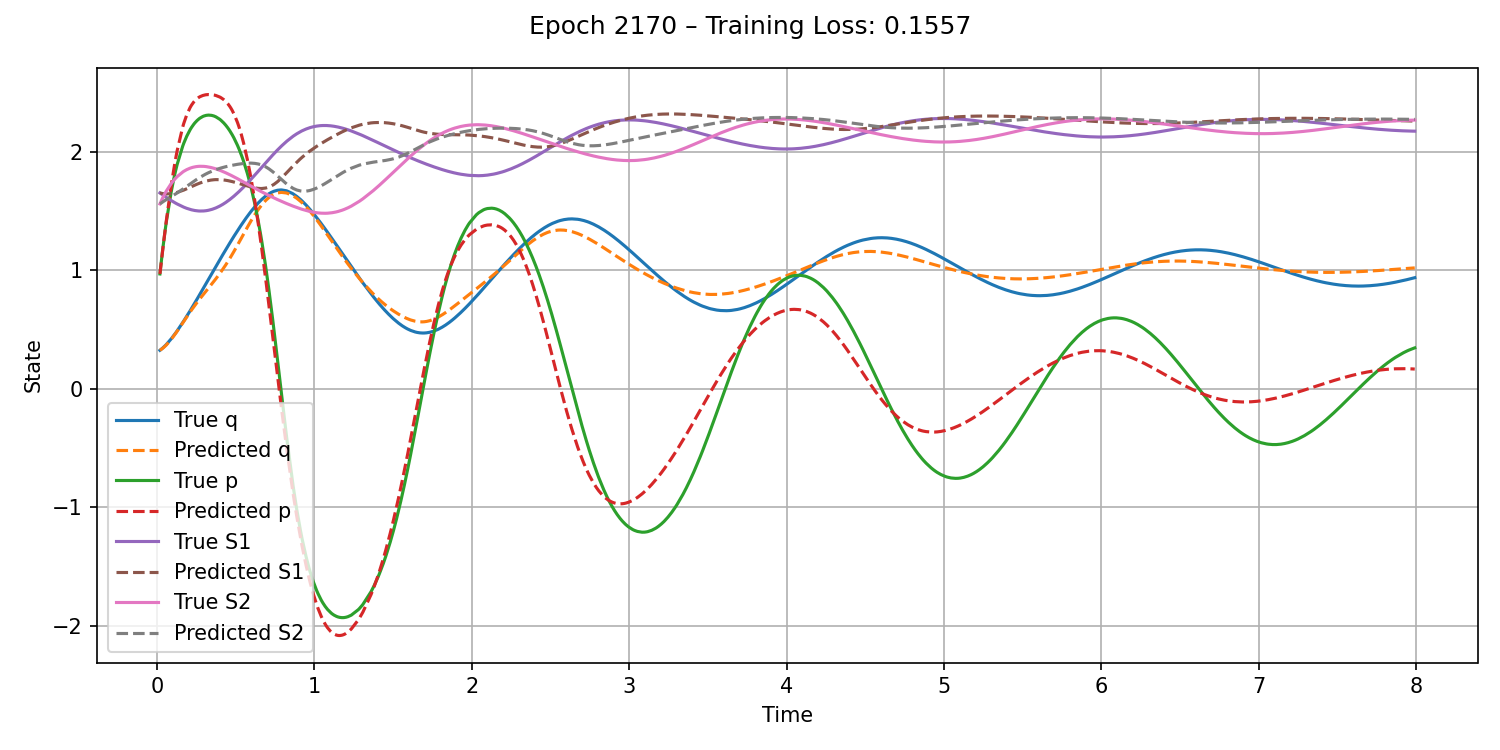 Epoch 2170 – Training Loss: 0.1557
State
2
1
0
−1
−2
True q
Predicted q
True p
Predicted p
True S1
Predicted S1
True S2
Predicted S2
0 1 2 3 4 5 6 7 8
Time